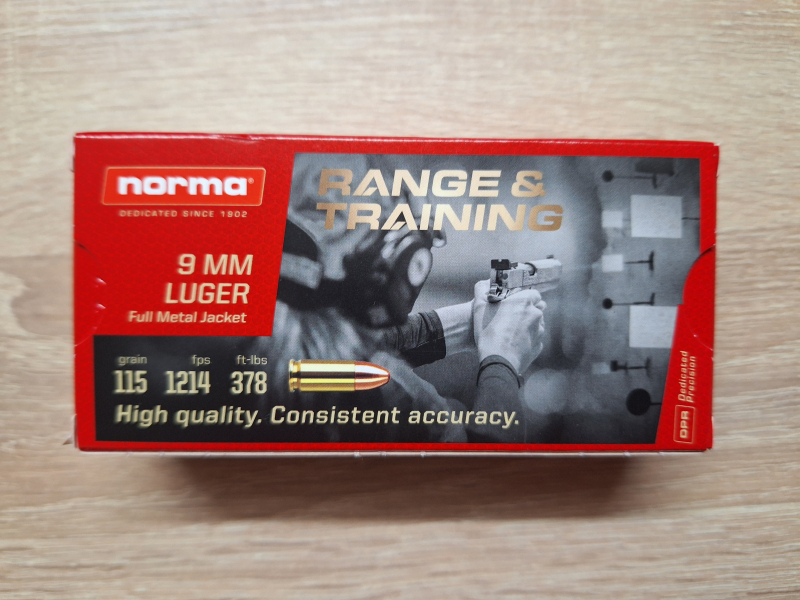 norma®
DEDICATED SINCE 1902
RANGE &
TRAINING
9 MM
LUGER
Full Metal Jacket
grain fps ft-lbs
115 1214 378
High quality. Consistent accuracy.
DPR Dedicated
Precision